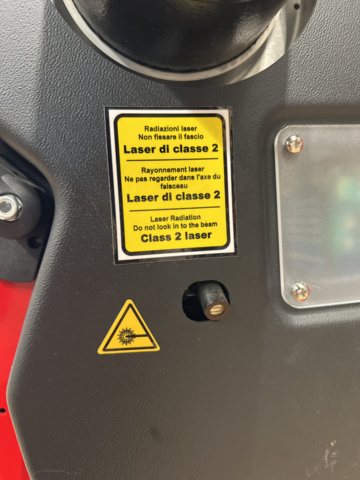 Radiazioni laser
Non fissare il fascio
Laser di classe 2
Rayonnement laser
Ne pas regarder dans l'axe du
faisceau
Laser di classe 2
Laser Radiation
Do not look in to the beam
Class 2 laser